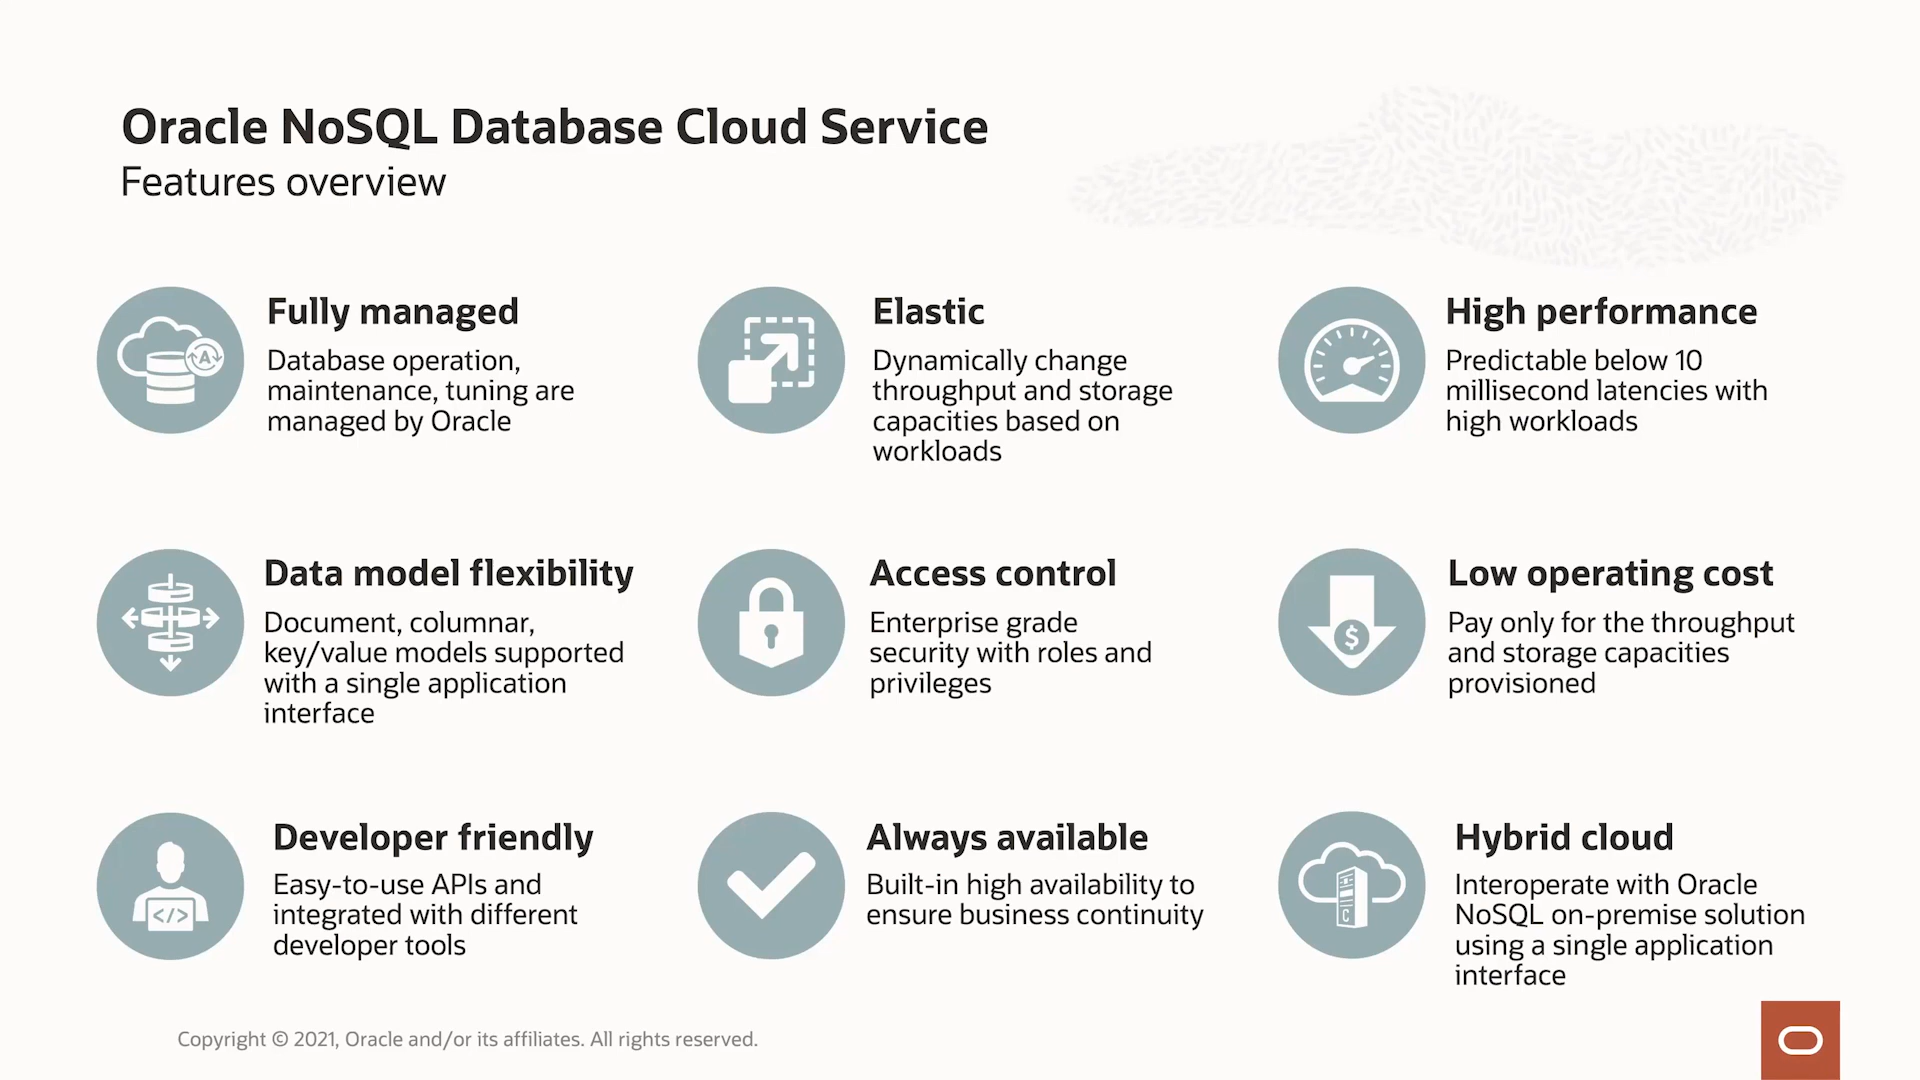 Oracle NoSQL Database Cloud Service
Features overview
Fully managed
Database operation,
maintenance, tuning are
managed by Oracle
Elastic
Dynamically change
throughput and storage
capacities based on
workloads
High performance
Predictable below 10
millisecond latencies with
high workloads
Data model flexibility
Document, columnar,
key/value models supported
with a single application
interface
Access control
Enterprise grade
security with roles and
privileges
Low operating cost
Pay only for the throughput
and storage capacities
provisioned
Developer friendly
Easy-to-use APIs and
integrated with different
developer tools
Always available
Built-in high availability to
ensure business continuity
Hybrid cloud
Interoperate with Oracle
NoSQL on-premise solution
using a single application
interface
A
$
</>
C
Copyright © 2021, Oracle and/or its affiliates. All rights reserved.